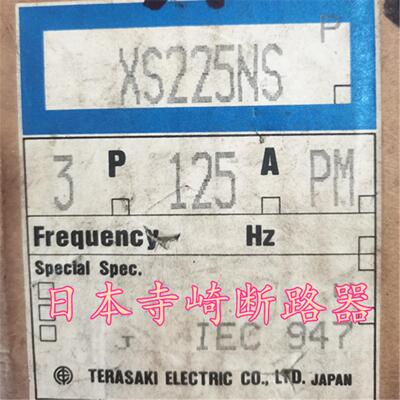 P
XS225NS
3 P 125 A PM
Frequency Hz
Special Spec.
日本寺崎断路器
G IEC 947
TERASAKI ELECTRIC CO., LTD. JAPAN